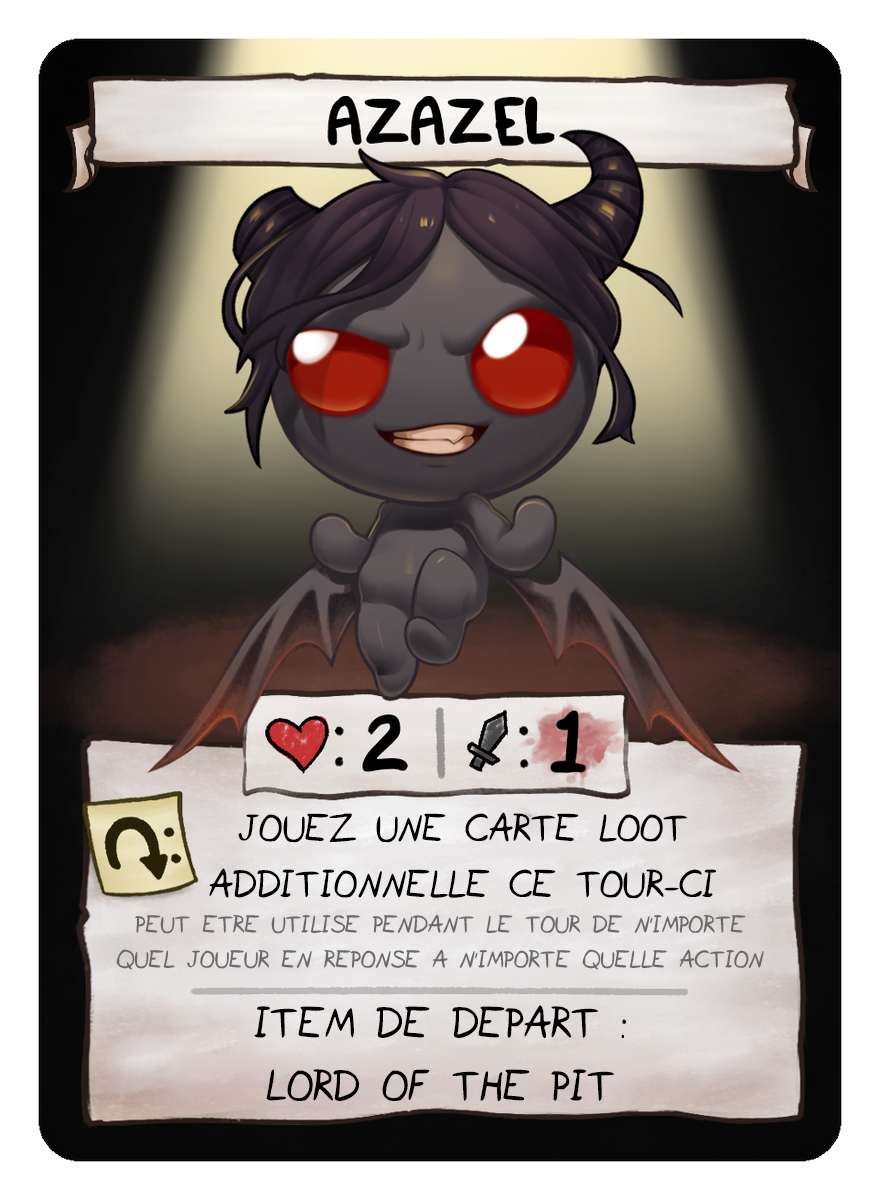 AZAZEL
: 2 | : 1
JOUEZ UNE CARTE LOOT
ADDITIONNELLE CE TOUR-CI
PEUT ETRE UTILISE PENDANT LE TOUR DE N'IMPORTE
QUEL JOUEUR EN REPONSE A N'IMPORTE QUELLE ACTION
ITEM DE DEPART :
LORD OF THE PIT